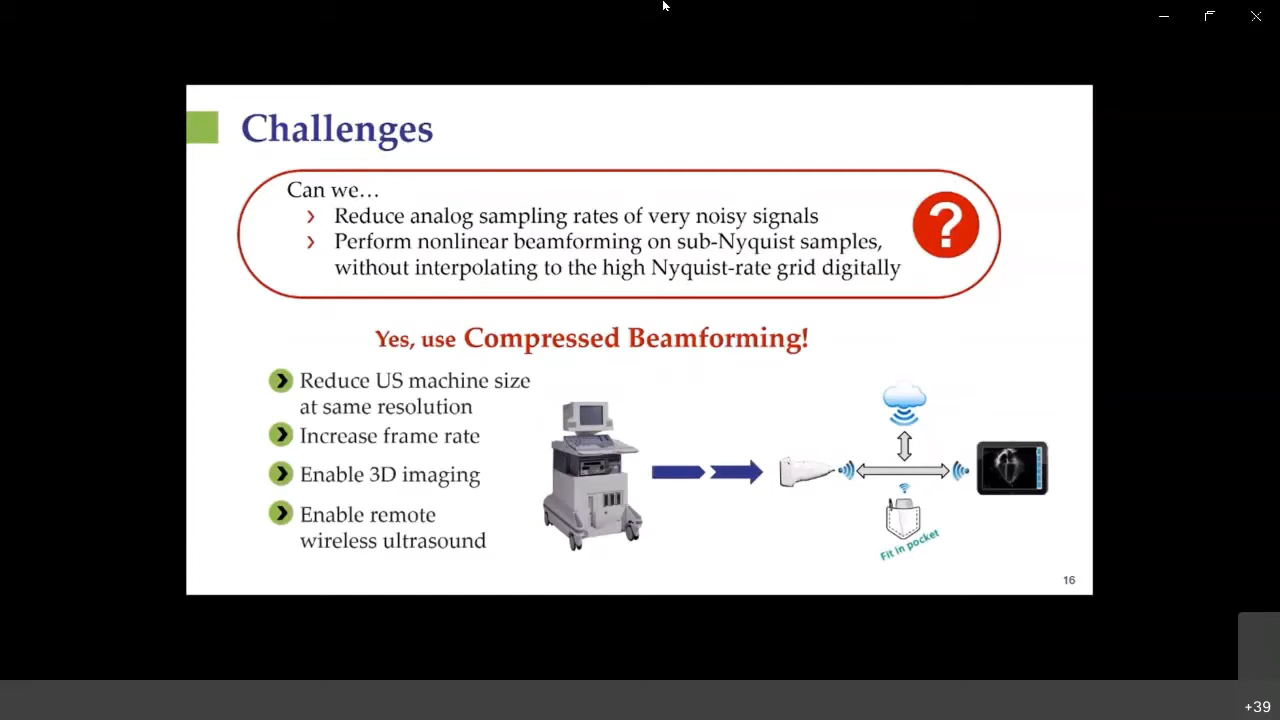 Challenges
Can we…
Reduce analog sampling rates of very noisy signals
Perform nonlinear beamforming on sub-Nyquist samples,
without interpolating to the high Nyquist-rate grid digitally
?
Yes, use Compressed Beamforming!
Reduce US machine size
at same resolution
Increase frame rate
Enable 3D imaging
Enable remote
wireless ultrasound
Fit in pocket
16
+39